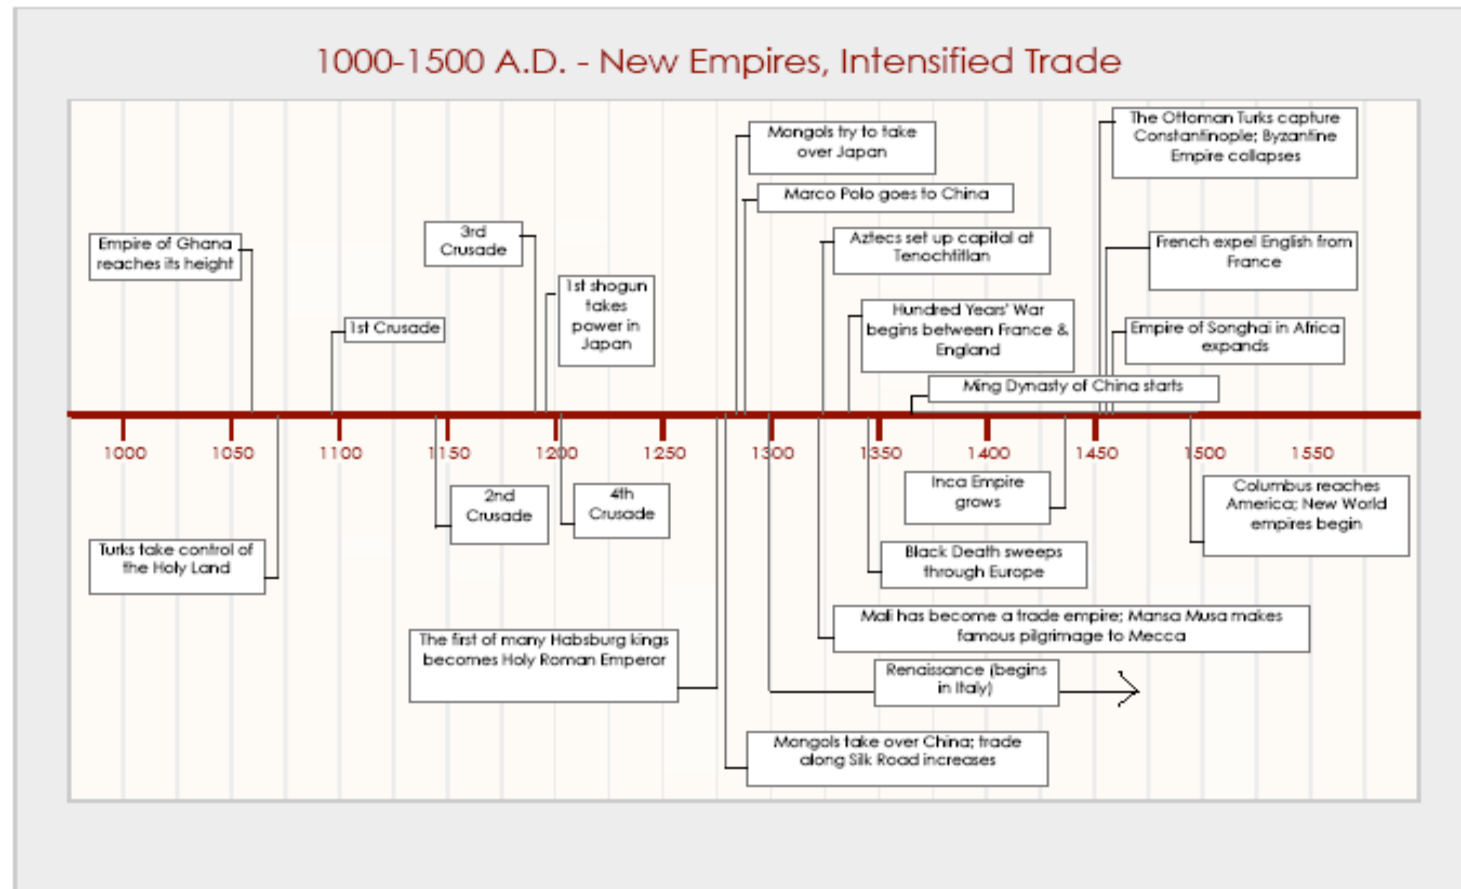 1000-1500 A.D. - New Empires, Intensified Trade
The Ottoman Turks capture
Constantinople; Byzantine
Empire collapses
Mongols try to take
over Japan
Marco Polo goes to China
3rd
Crusade
Aztecs set up capital at
Tenochtitlan
Empire of Ghana
reaches its height
French expel English from
France
1st shogun
takes
power in
Japan
Hundred Years' War
begins between France &
England
1st Crusade
Empire of Songhai in Africa
expands
Ming Dynasty of China starts
1000
1050
1100
1150
1200
1250
1300
1350
1400
1450
1500
1550
Inca Empire
grows
Columbus reaches
America; New World
empires begin
2nd
Crusade
4th
Crusade
Turks take control of
the Holy Land
Black Death sweeps
through Europe
Mali has become a trade empire; Mansa Musa makes
famous pilgrimage to Mecca
The first of many Habsburg kings
becomes Holy Roman Emperor
Renaissance (begins
in Italy)
Mongols take over China; trade
along Silk Road increases